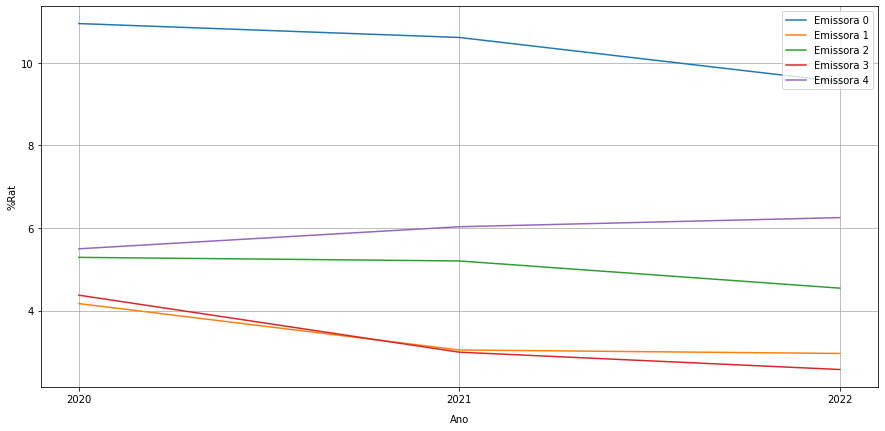 Emissora 0
Emissora 1
Emissora 2
Emissora 3
Emissora 4
10
8
6
4
%Rat
2020
2021
2022
Ano